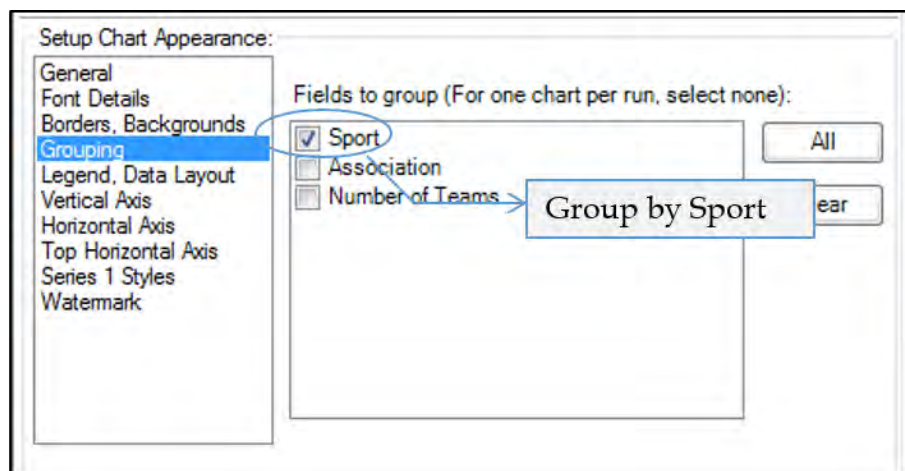 Setup Chart Appearance:
General
Font Details
Borders, Backgrounds
Grouping
Legend, Data Layout
Vertical Axis
Horizontal Axis
Top Horizontal Axis
Series 1 Styles
Watermark
Fields to group (For one chart per run, select none):
Sport
Association
Number of Teams
All
ear
Group by Sport